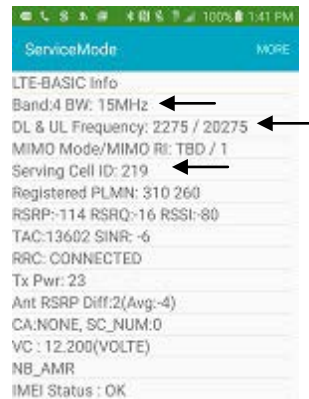 100% 1:41 PM
ServiceMode MORE
LTE-BASIC Info
Band:4 BW: 15MHz
DL & UL Frequency: 2275 / 20275
MIMO Mode/MIMO RI: TBD / 1
Serving Cell ID: 219
Registered PLMN: 310 260
RSRP:-114 RSRQ:-16 RSSI:-80
TAC:13602 SINR: -6
RRC: CONNECTED
Tx Pwr: 23
Ant RSRP Diff:2(Avg:-4)
CA:NONE, SC_NUM:0
VC : 12.200(VOLTE)
NB_AMR
IMEI Status : OK